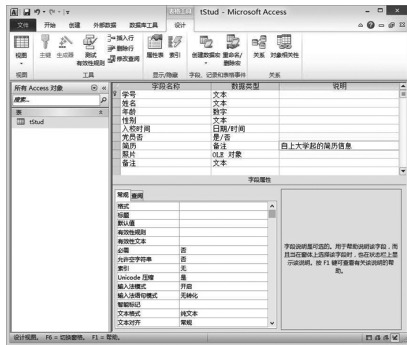 表格工具
tStud - Microsoft Access
文件 开始 创建 外部数据 数据库工具 设计
视图 主键 生成器 测试有效性规则
插入行
删除行
修改查阅
属性表 索引 创建数据宏 重命名/删除宏 关系 对象相关性
视图 工具 显示/隐藏 字段、记录和表格事件 关系
所有 Access 对象
搜索...
表
tStud
字段名称 数据类型 说明
学号 文本
姓名 文本
年龄 数字
性别 文本
入校时间 日期/时间
党员否 是/否
简历 备注 自上大学起的简历信息
照片 OLE 对象
备注 文本
字段属性
常规 查阅
格式
标题
默认值
有效性规则
有效性文本
必需 否
允许空字符串 否
索引 无
Unicode 压缩 是
输入法模式 开启
输入法语句模式 无转化
智能标记
文本格式 纯文本
文本对齐 常规
字段说明是可选的。用于帮助说明该字段，而
且当在窗体上选择该字段时，也在状态栏上显
示该说明。按 F1 键可查看有关说明的帮
助。
设计视图。 F6 = 切换窗格。 F1 = 帮助。